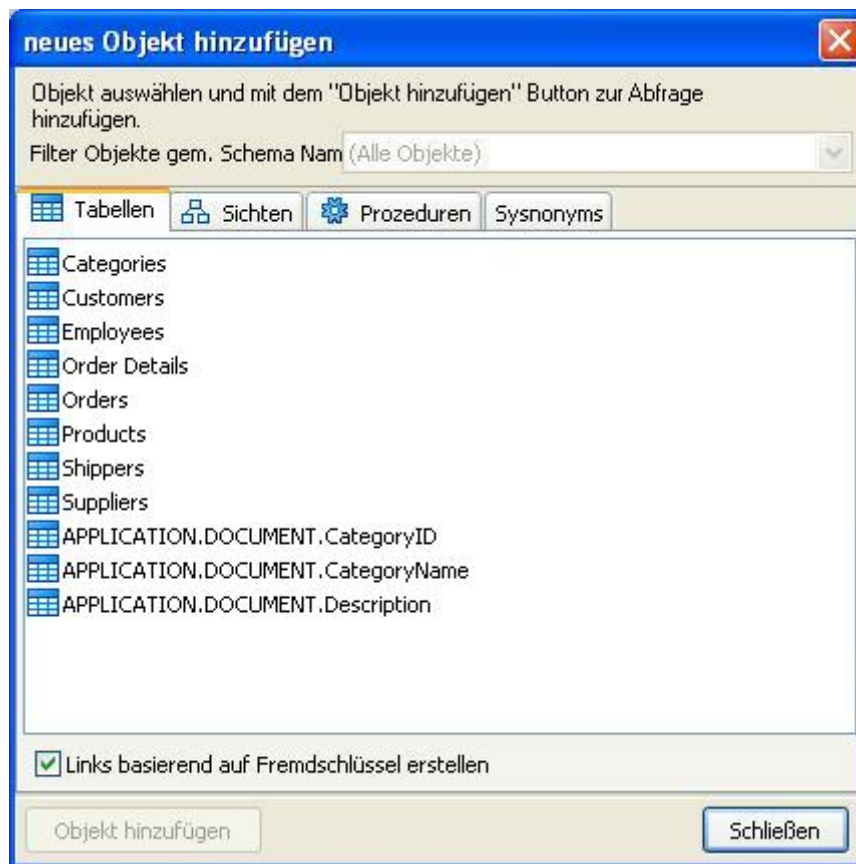 neues Objekt hinzufügen
Objekt auswählen und mit dem "Objekt hinzufügen" Button zur Abfrage
hinzufügen.
Filter Objekte gem. Schema Nam (Alle Objekte)
Tabellen Sichten Prozeduren Sysnonyms
Categories
Customers
Employees
Order Details
Orders
Products
Shippers
Suppliers
APPLICATION.DOCUMENT.CategoryID
APPLICATION.DOCUMENT.CategoryName
APPLICATION.DOCUMENT.Description
Links basierend auf Fremdschlüssel erstellen
Objekt hinzufügen Schließen